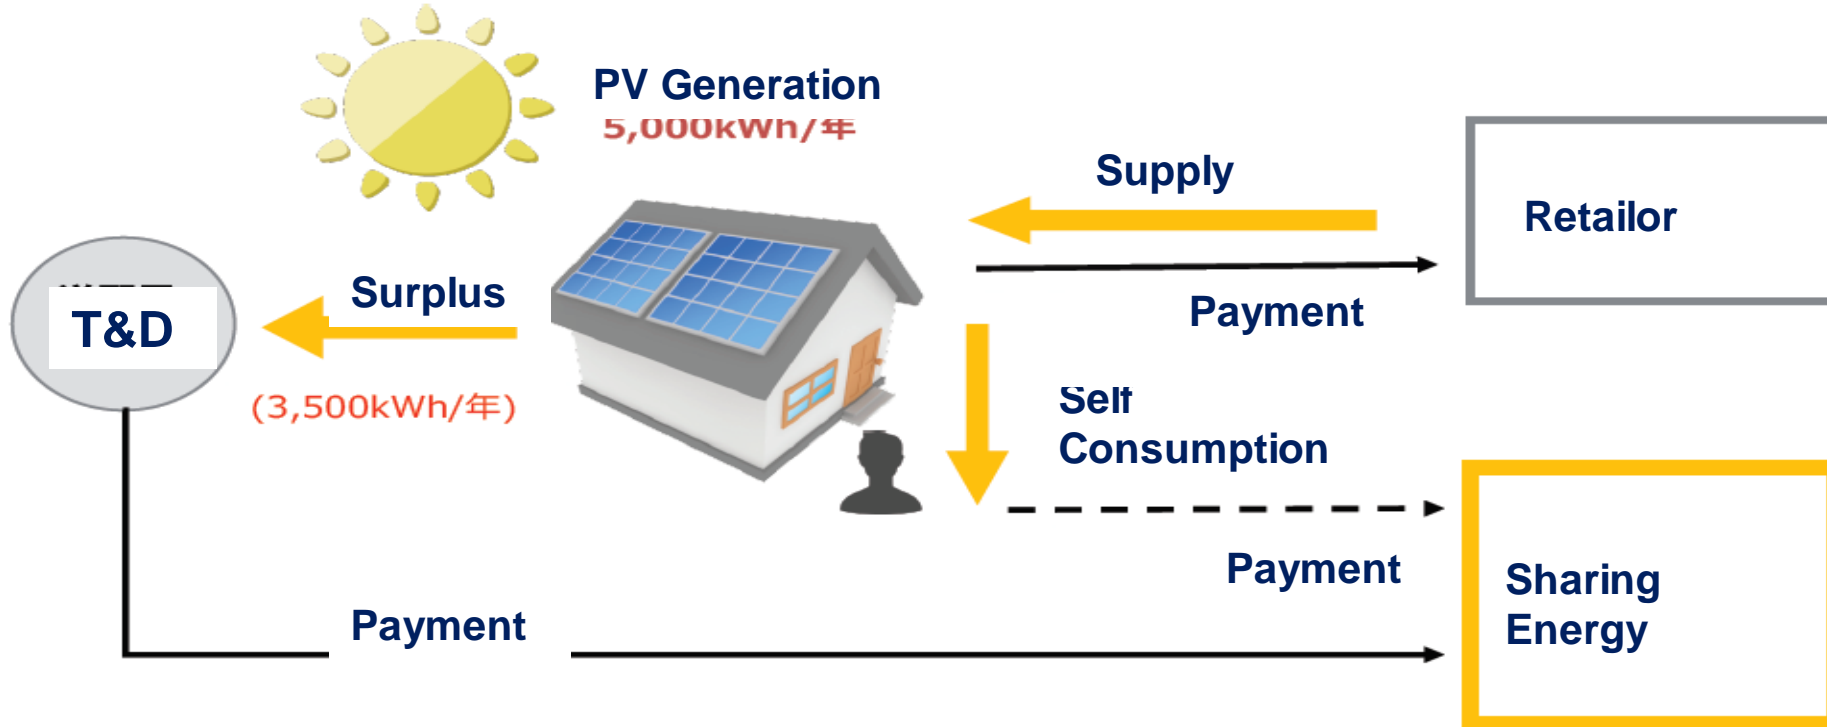 PV Generation
5,000kWh/年
Supply
Retailor
Surplus
T&D
Payment
(3,500kWh/年)
Self
Consumption
Payment
Sharing
Energy
Payment